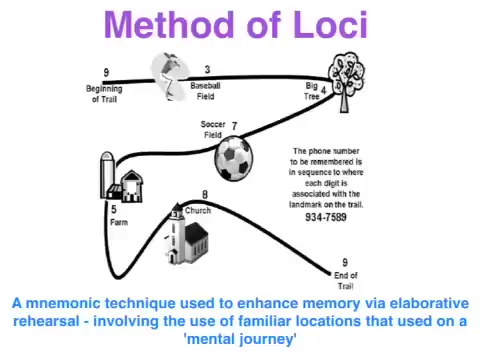 Method of Loci
9
Beginning
of Trail
3
Baseball
Field
Big
Tree 4
Soccer
Field 7
The phone number
to be remembered is
in sequence to where
each digit is
associated with the
landmark on the trail.
934-7589
5
Farm
8
Church
9
End of
Trail
A mnemonic technique used to enhance memory via elaborative
rehearsal - involving the use of familiar locations that used on a
'mental journey'